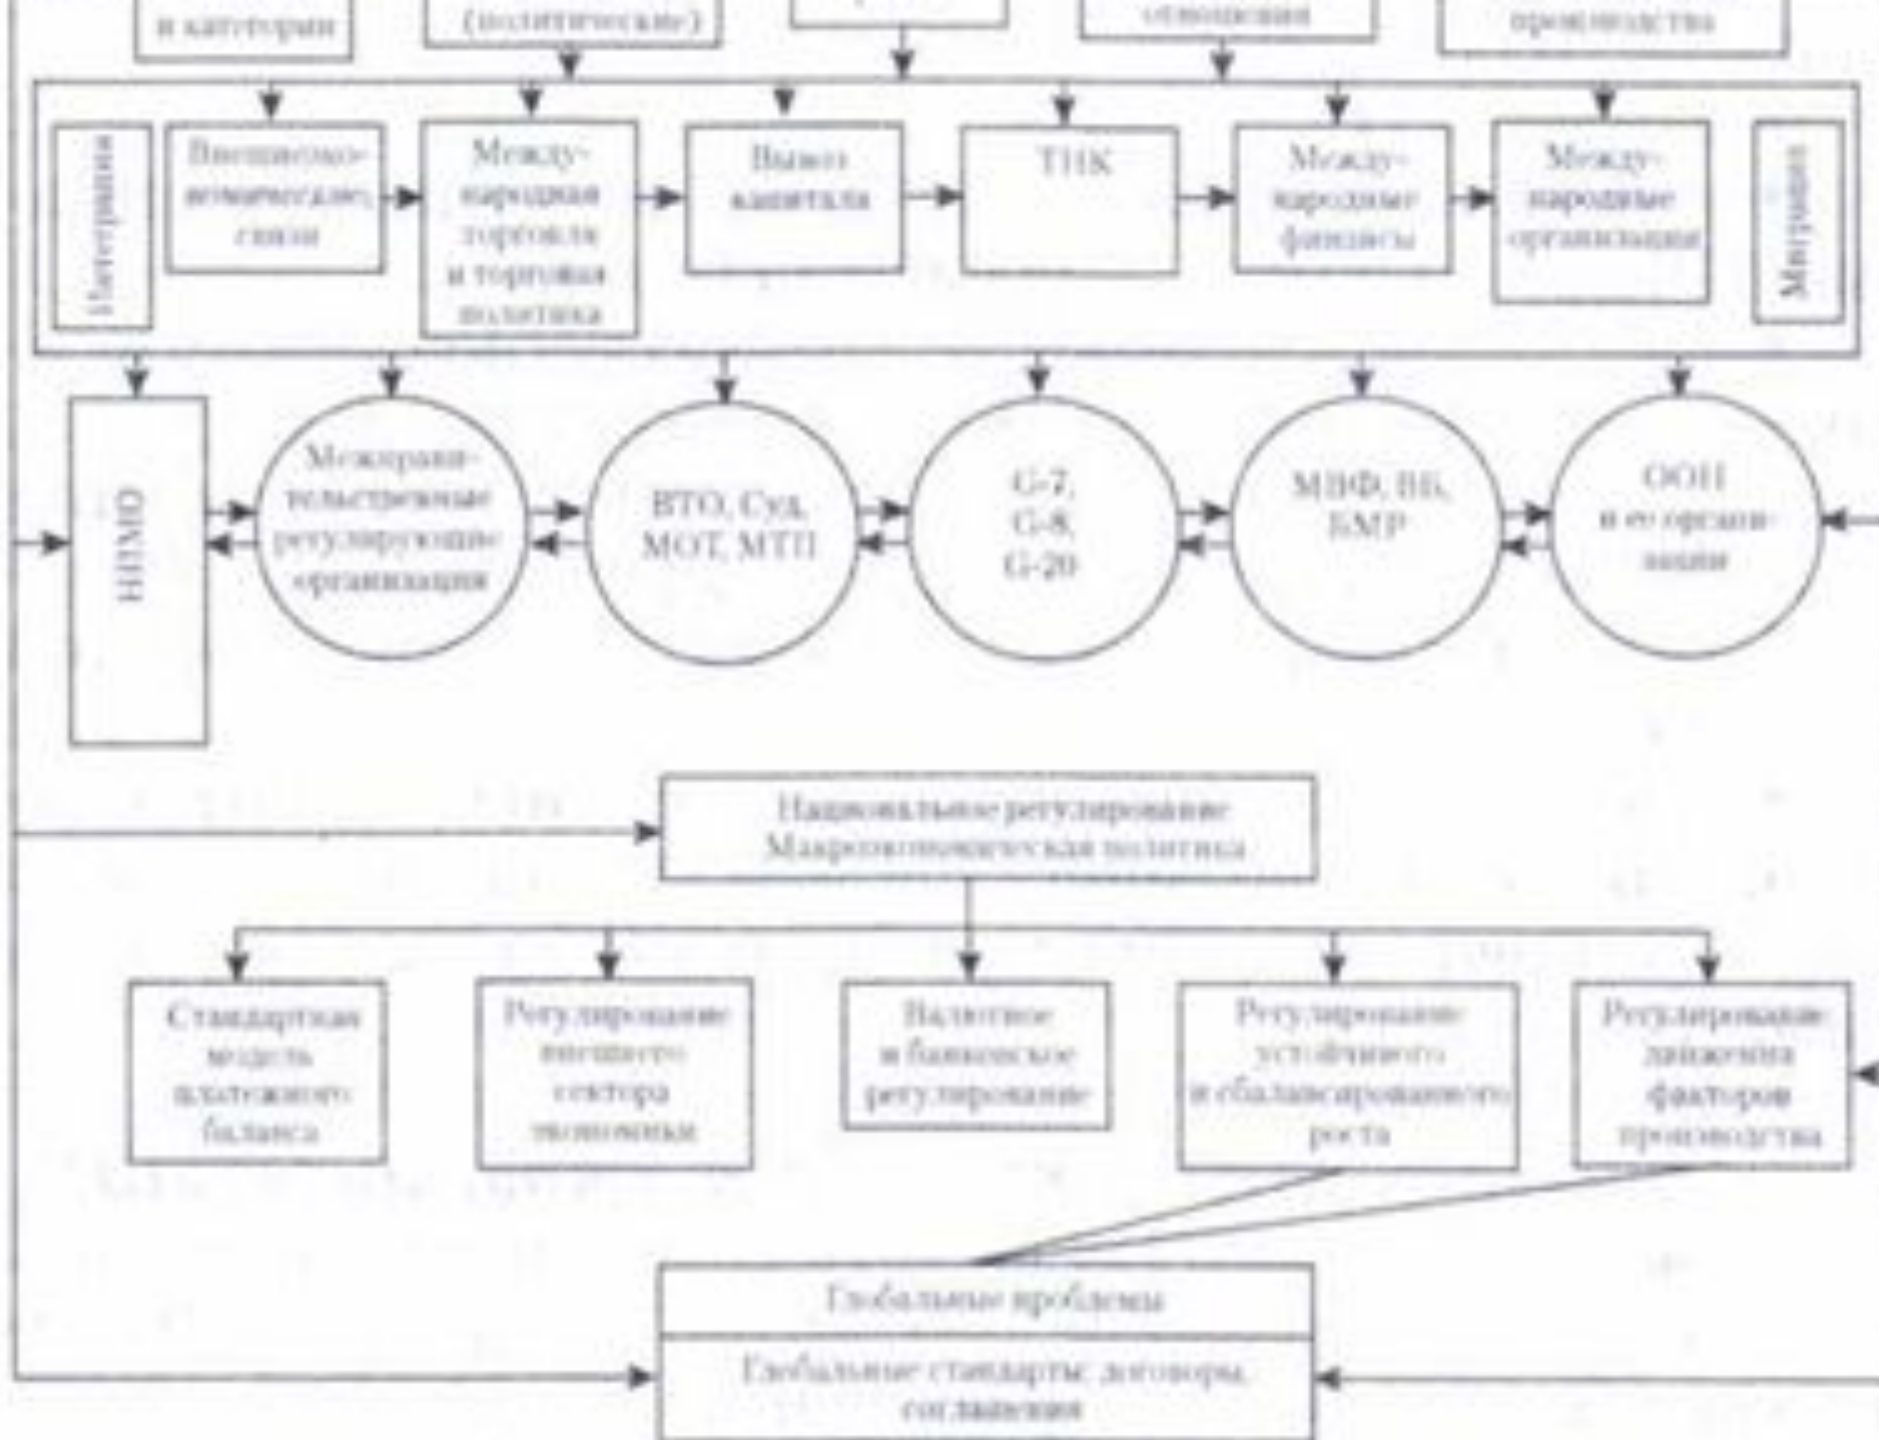 и категории
(политические)
отношения
производства
Интеграция
Внешнеэко-
номические
связи
Между-
народная
торговля
и торговая
политика
Вывоз
капитала
ТНК
Между-
народные
финансы
Между-
народные
организации
Миграция
Межправи-
тельственные
регулирующие
организации
ВТО, Суд,
МОТ, МТП
G-7,
G-8,
G-20
МВФ, ВБ,
БМР
ООН
и ее органи-
зации
Национальное регулирование
Макроэкономическая политика
Стандартная
модель
платежного
баланса
Регулирование
внешнего
сектора
экономики
Валютное
и банковское
регулирование
Регулирование
устойчивого
и сбалансированного
роста
Регулирование
движения
факторов
производства
Глобальные проблемы
Глобальные стандарты: договоры,
соглашения